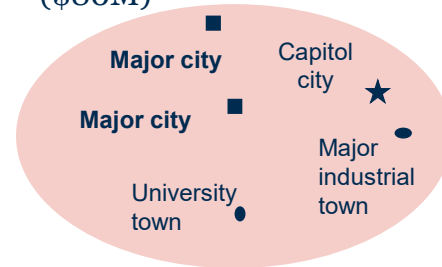 Major city
Capitol
city
Major city
Major
industrial
town
University
town